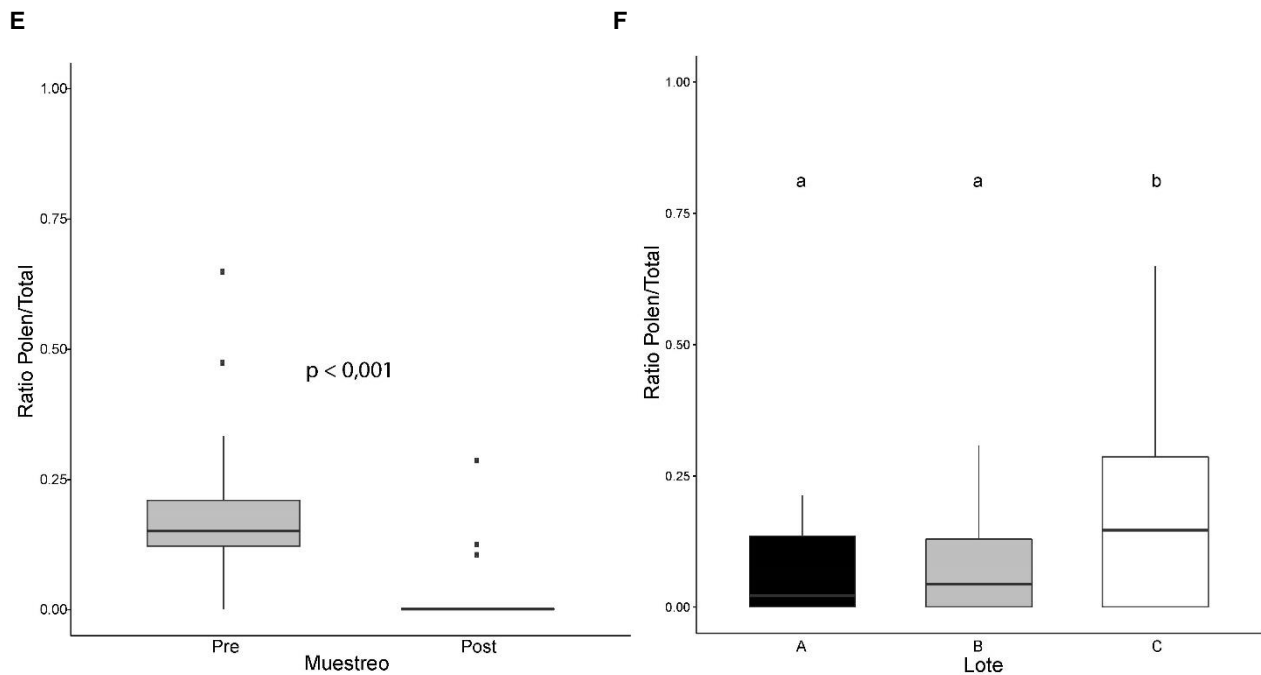 E
1.00
0.75
0.50
0.25
0.00
Ratio Polen/Total
p < 0,001
Pre
Post
Muestreo
F
1.00
0.75
0.50
0.25
0.00
Ratio Polen/Total
a
a
b
A
B
C
Lote